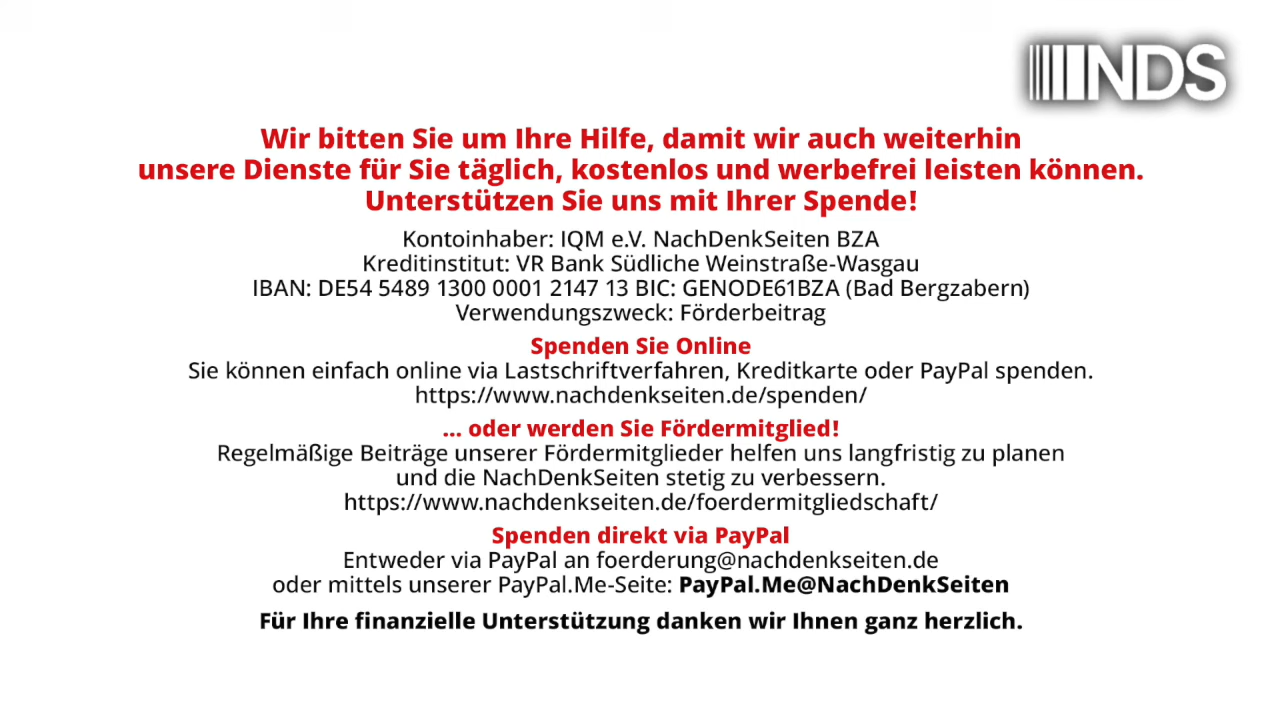 NDS
Wir bitten Sie um Ihre Hilfe, damit wir auch weiterhin
unsere Dienste für Sie täglich, kostenlos und werbefrei leisten können.
Unterstützen Sie uns mit Ihrer Spende!
Kontoinhaber: IQM e.V. NachDenkSeiten BZA
Kreditinstitut: VR Bank Südliche Weinstraße-Wasgau
IBAN: DE54 5489 1300 0001 2147 13 BIC: GENODE61BZA (Bad Bergzabern)
Verwendungszweck: Förderbeitrag
Spenden Sie Online
Sie können einfach online via Lastschriftverfahren, Kreditkarte oder PayPal spenden.
https://www.nachdenkseiten.de/spenden/
... oder werden Sie Fördermitglied!
Regelmäßige Beiträge unserer Fördermitglieder helfen uns langfristig zu planen
und die NachDenkSeiten stetig zu verbessern.
https://www.nachdenkseiten.de/foerdermitgliedschaft/
Spenden direkt via PayPal
Entweder via PayPal an foerderung@nachdenkseiten.de
oder mittels unserer PayPal.Me-Seite: PayPal.Me@NachDenkSeiten
Für Ihre finanzielle Unterstützung danken wir Ihnen ganz herzlich.